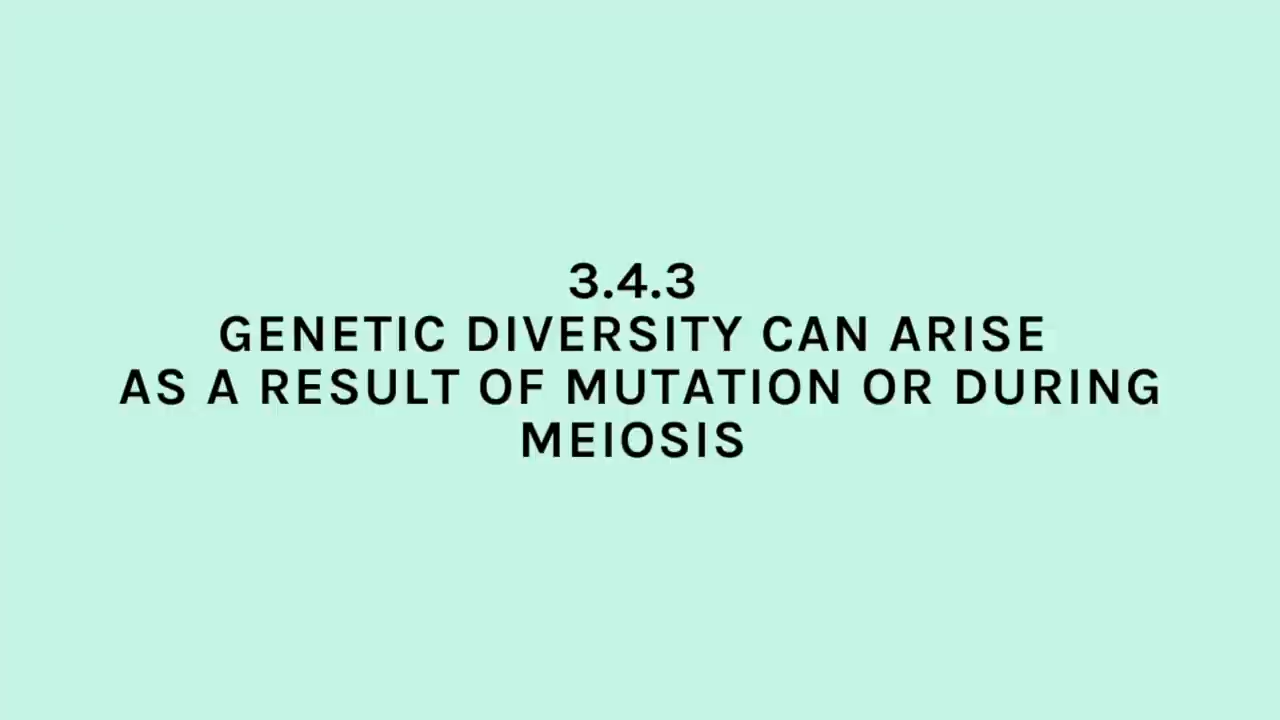 3.4.3
GENETIC DIVERSITY CAN ARISE
AS A RESULT OF MUTATION OR DURING
MEIOSIS